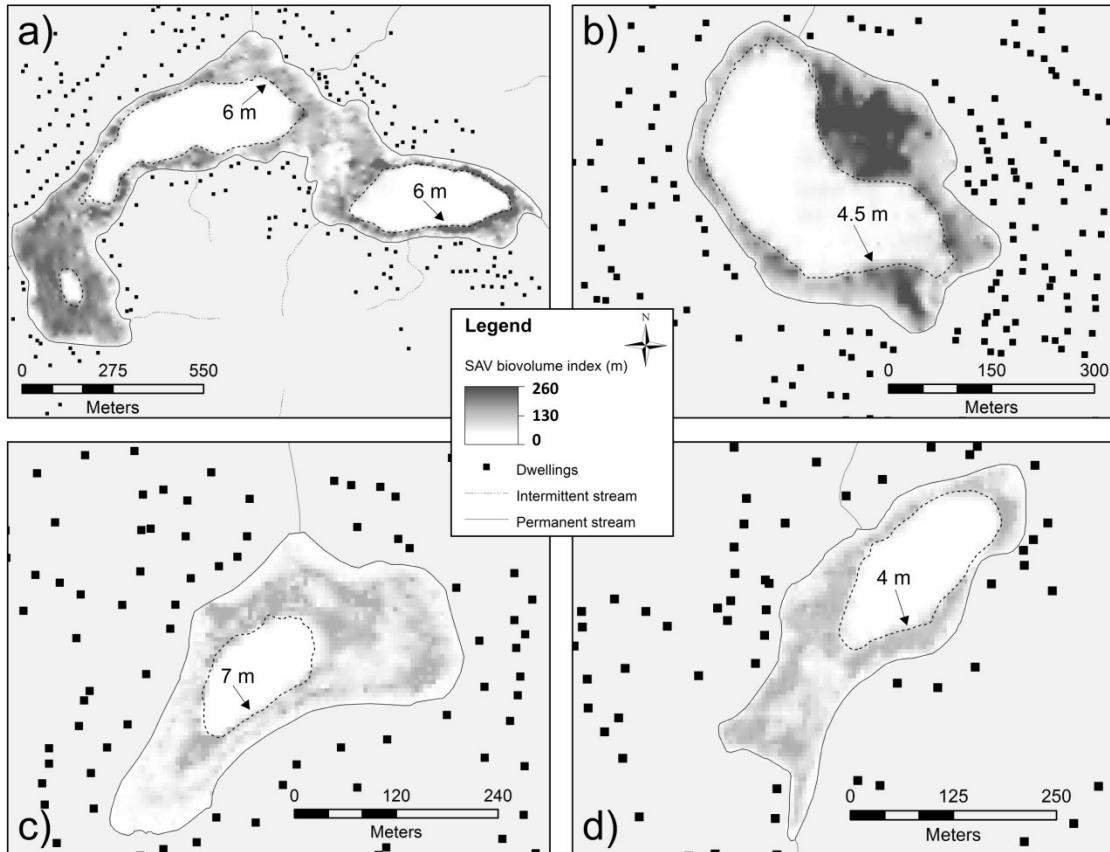 a)
6 m
6 m
0 275 550
Meters
b)
4.5 m
0 150 300
Meters
Legend
N
SAV biovolume index (m)
260
130
0
Dwellings
Intermittent stream
Permanent stream
c)
7 m
0 120 240
Meters
d)
4 m
0 125 250
Meters